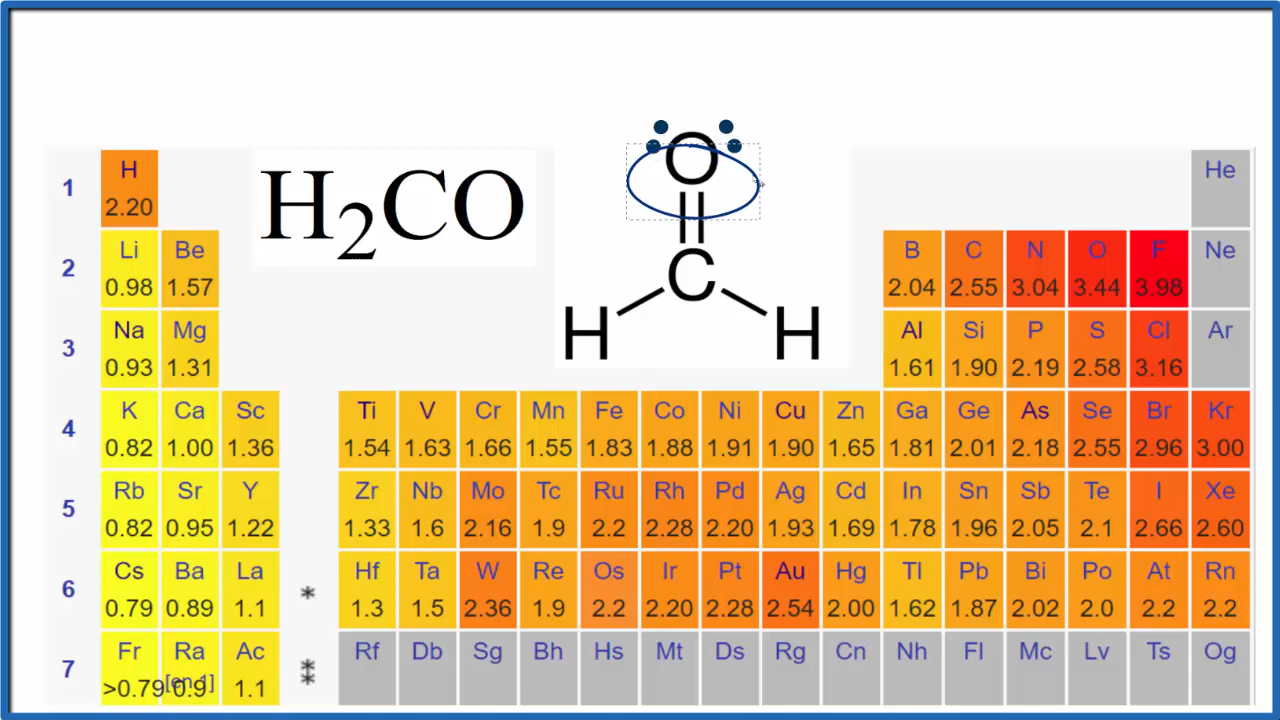 O
H₂CO
C
H H
H He
1
2.20
Li Be B C N O F Ne
2
0.98 1.57 2.04 2.55 3.04 3.44 3.98
Na Mg Al Si P S Cl Ar
3
0.93 1.31 1.61 1.90 2.19 2.58 3.16
K Ca Sc Ti V Cr Mn Fe Co Ni Cu Zn Ga Ge As Se Br Kr
4
0.82 1.00 1.36 1.54 1.63 1.66 1.55 1.83 1.88 1.91 1.90 1.65 1.81 2.01 2.18 2.55 2.96 3.00
Rb Sr Y Zr Nb Mo Tc Ru Rh Pd Ag Cd In Sn Sb Te I Xe
5
0.82 0.95 1.22 1.33 1.6 2.16 1.9 2.2 2.28 2.20 1.93 1.69 1.78 1.96 2.05 2.1 2.66 2.60
Cs Ba La Hf Ta W Re Os Ir Pt Au Hg Tl Pb Bi Po At Rn
6 *
0.79 0.89 1.1 1.3 1.5 2.36 1.9 2.2 2.20 2.28 2.54 2.00 1.62 1.87 2.02 2.0 2.2 2.2
Fr Ra Ac Rf Db Sg Bh Hs Mt Ds Rg Cn Nh Fl Mc Lv Ts Og
7 **
>0.79 [en 1] 0.9 1.1